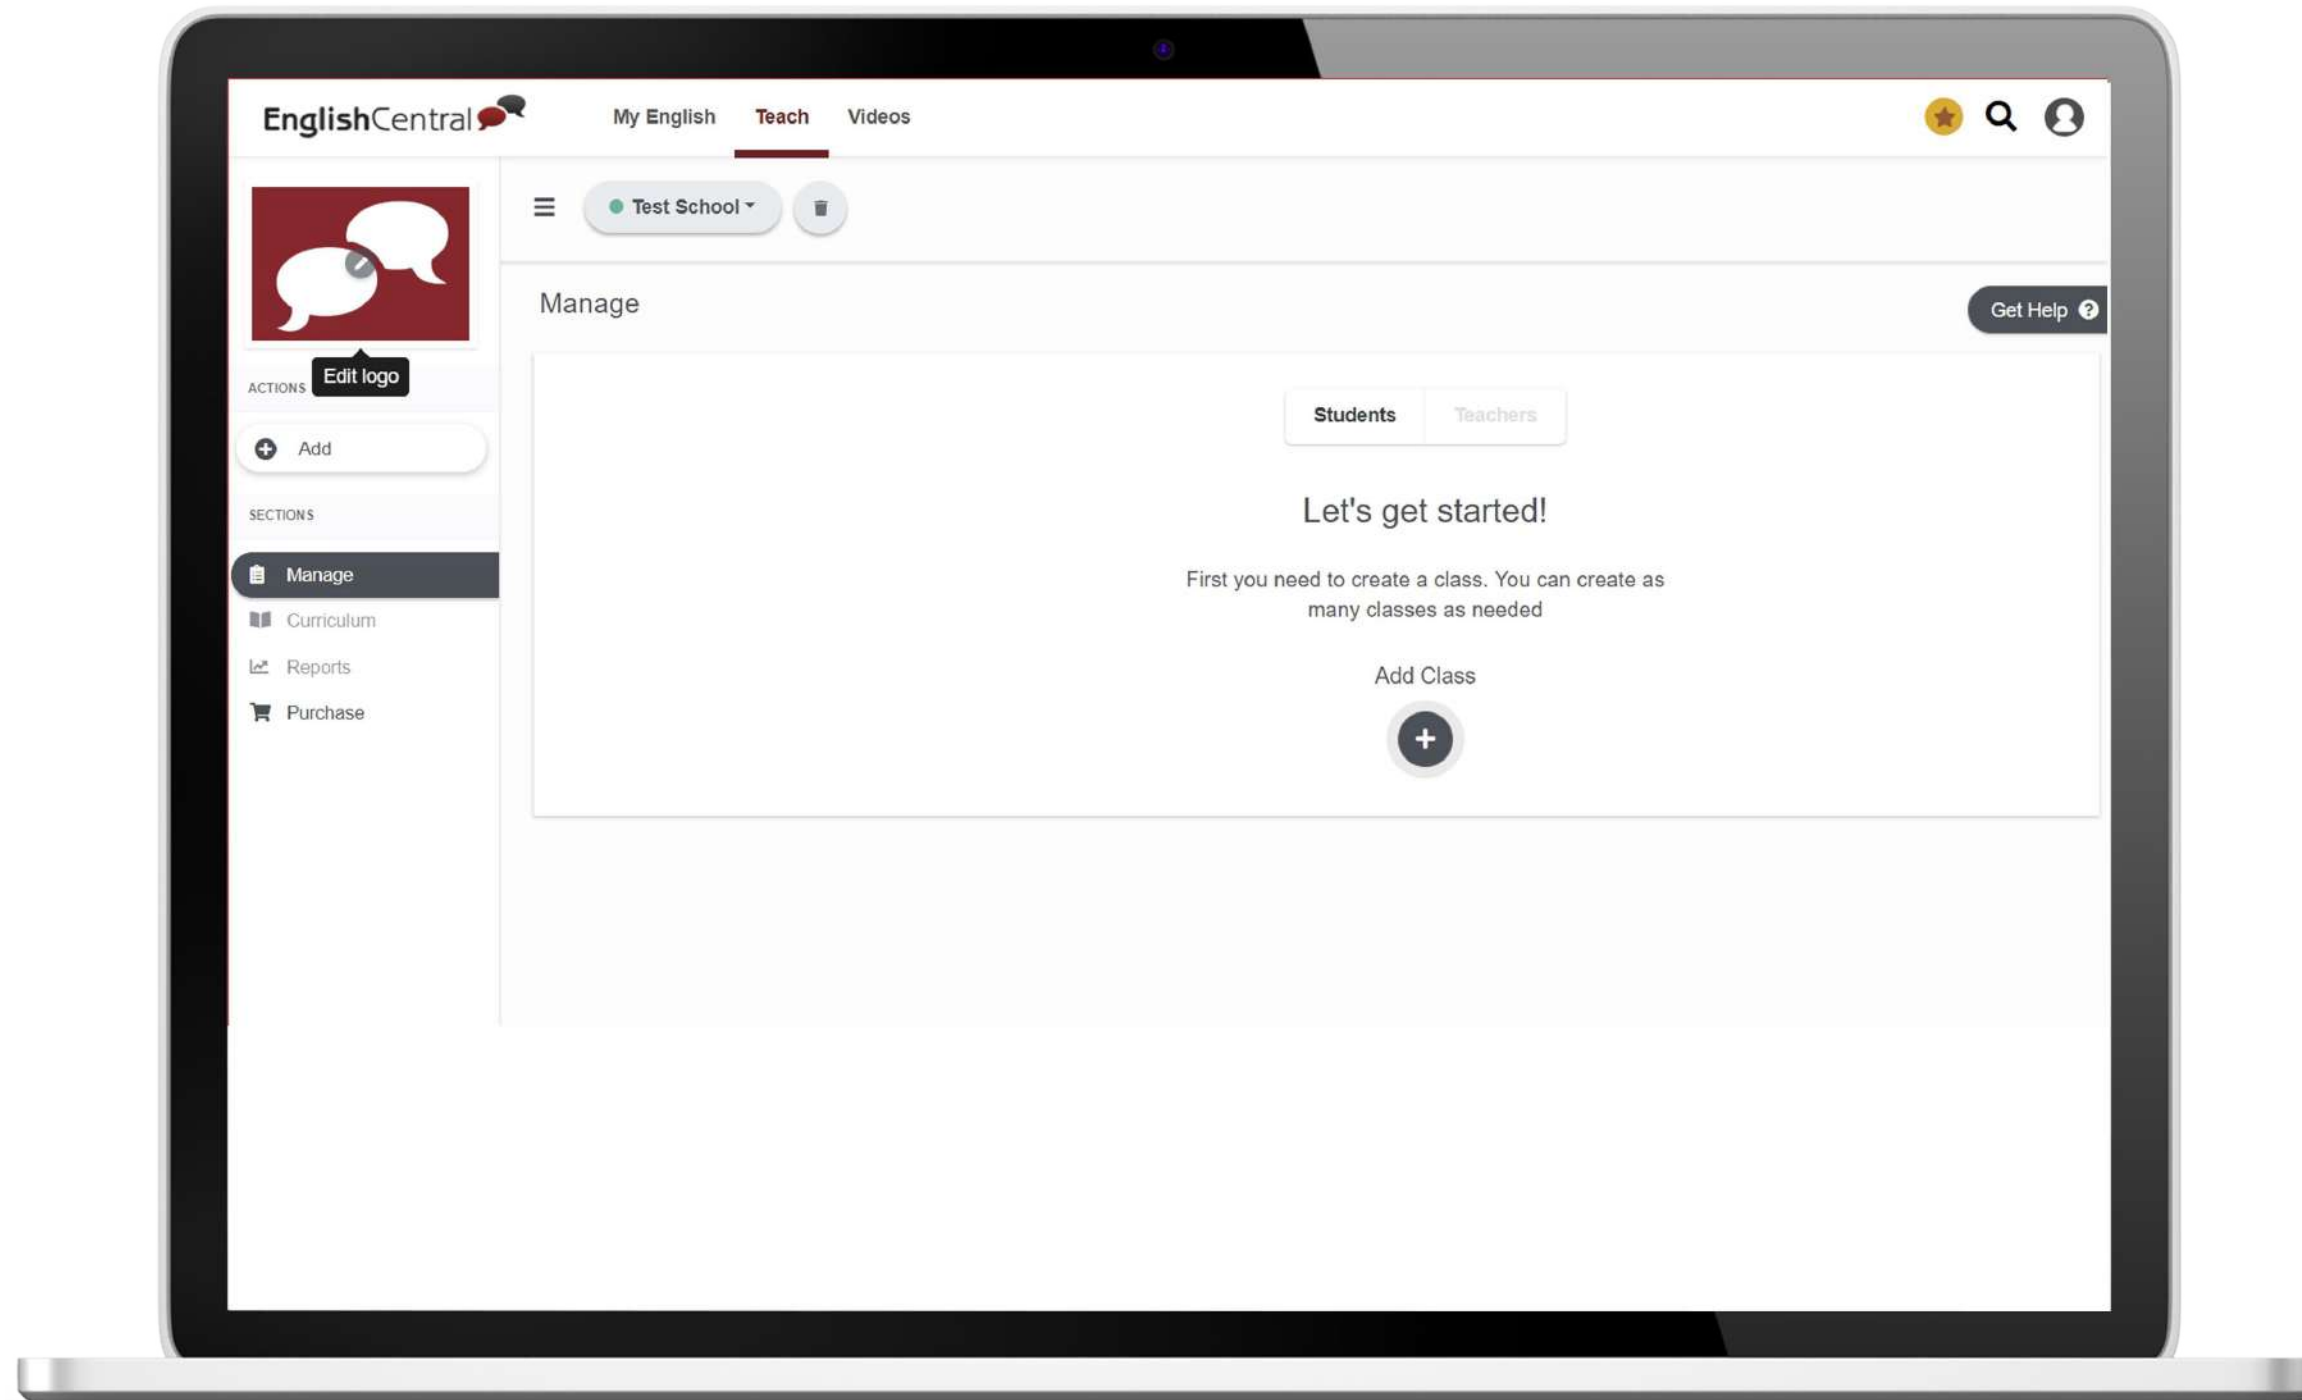 EnglishCentral
My English Teach Videos
Test School
Manage
Get Help ?
Edit logo
ACTIONS
Add
SECTIONS
Manage
Curriculum
Reports
Purchase
Students Teachers
Let's get started!
First you need to create a class. You can create as
many classes as needed
Add Class